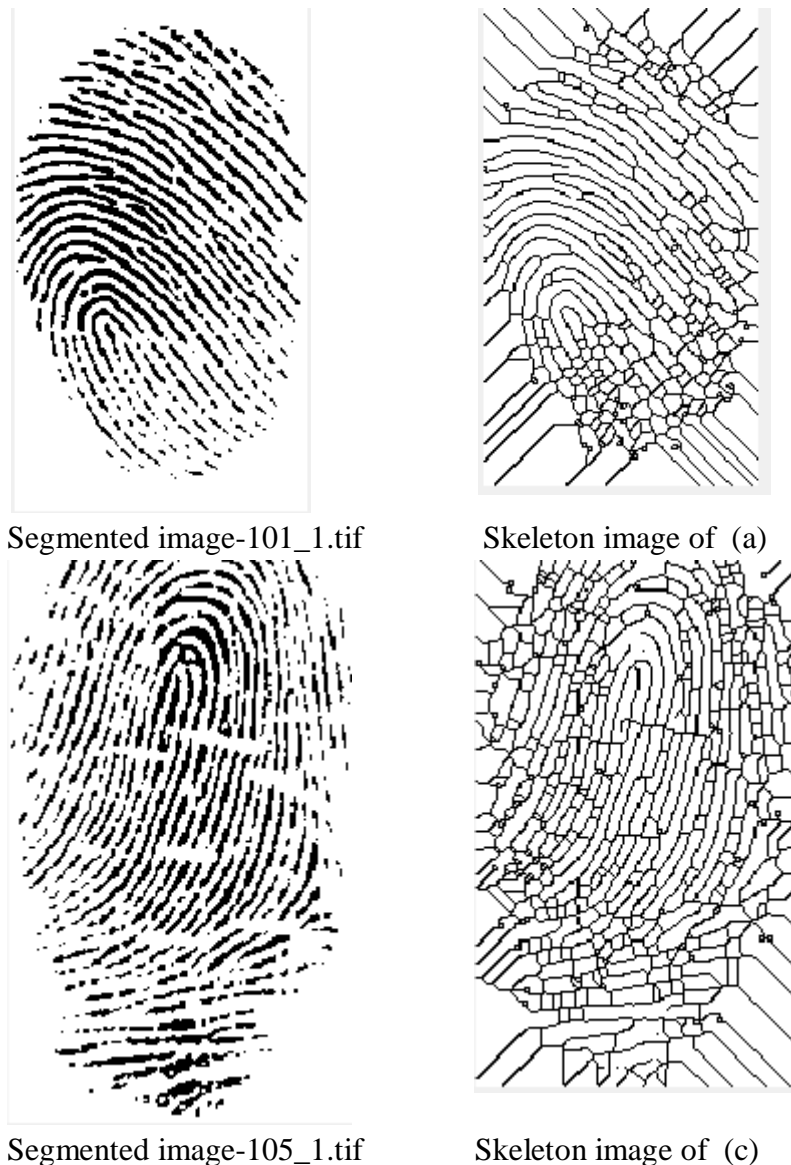 Segmented image-101_1.tif
Skeleton image of (a)
Segmented image-105_1.tif
Skeleton image of (c)